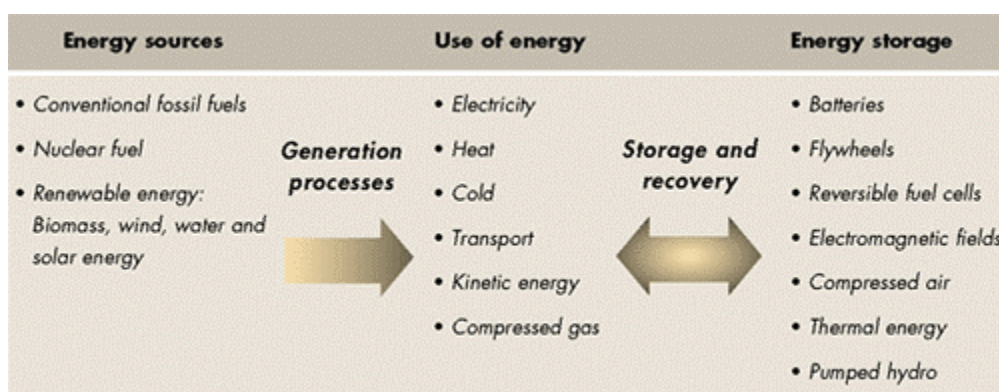 Energy sources
Use of energy
Energy storage
• Conventional fossil fuels
• Nuclear fuel
• Renewable energy:
Biomass, wind, water and
solar energy
Generation
processes
• Electricity
• Heat
• Cold
• Transport
• Kinetic energy
• Compressed gas
Storage and
recovery
• Batteries
• Flywheels
• Reversible fuel cells
• Electromagnetic fields
• Compressed air
• Thermal energy
• Pumped hydro